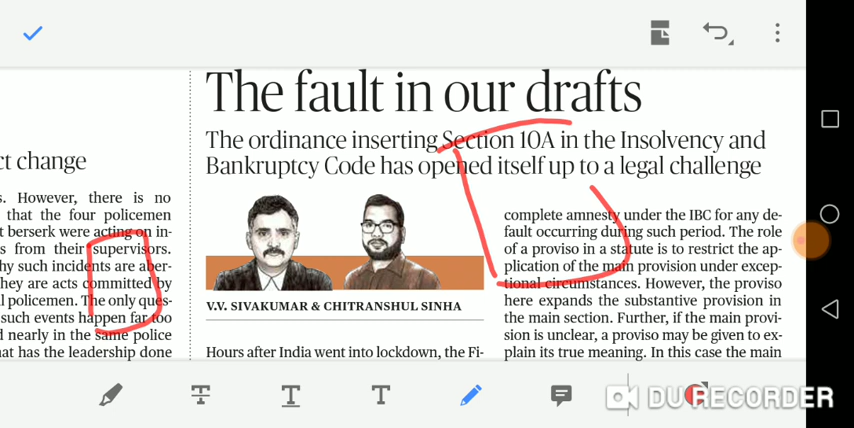 ct change
s. However, there is no
that the four policemen
t berserk were acting on in-
s from their supervisors.
hy such incidents are aber-
hey are acts committed by
l policemen. The only ques-
such events happen far too
d nearly in the same police
hat has the leadership done
The fault in our drafts
The ordinance inserting Section 10A in the Insolvency and
Bankruptcy Code has opened itself up to a legal challenge
V.V. SIVAKUMAR & CHITRANSHUL SINHA
Hours after India went into lockdown, the Fi-
complete amnesty under the IBC for any de-
fault occurring during such period. The role
of a proviso in a statute is to restrict the ap-
plication of the main provision under excep-
tional circumstances. However, the proviso
here expands the substantive provision in
the main section. Further, if the main provi-
sion is unclear, a proviso may be given to ex-
plain its true meaning. In this case the main
T T T
DU RECORDER